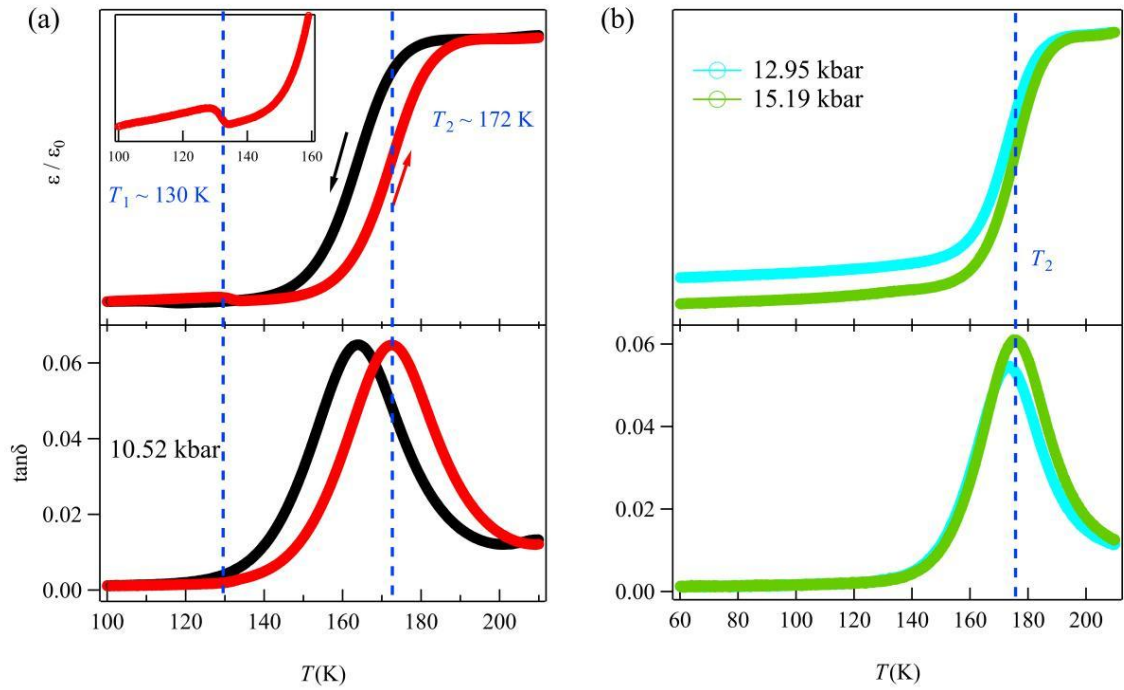 (a)
100
120
140
160
ε / ε0
T1 ~ 130 K
T2 ~ 172 K
0.06
0.04
0.02
0.00
tanδ
10.52 kbar
100 120 140 160 180 200
T(K)
(b)
12.95 kbar
15.19 kbar
T2
0.06
0.04
0.02
0.00
60 80 100 120 140 160 180 200
T(K)